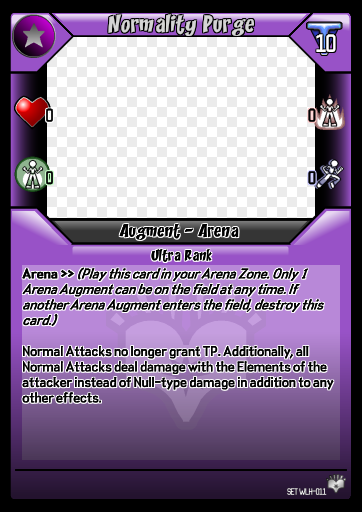 Normality Purge
10
0
0
0
0
Augment - Arena
Ultra Rank
Arena >> (Play this card in your Arena Zone. Only 1
Arena Augment can be on the field at any time. If
another Arena Augment enters the field, destroy this
card.)
Normal Attacks no longer grant TP. Additionally, all
Normal Attacks deal damage with the Elements of the
attacker instead of Null-type damage in addition to any
other effects.
SET WLH-011